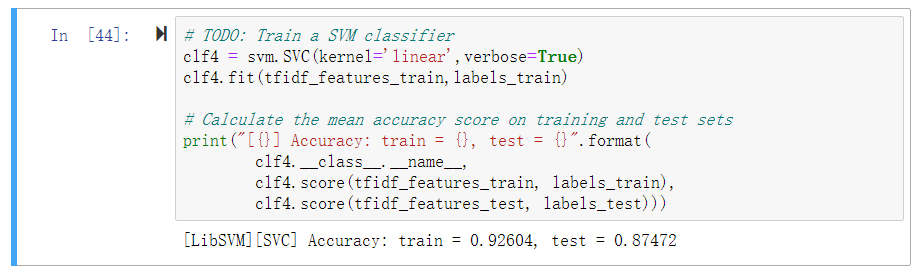 In [44]:
# TODO: Train a SVM classifier
clf4 = svm.SVC(kernel='linear',verbose=True)
clf4.fit(tfidf_features_train,labels_train)
# Calculate the mean accuracy score on training and test sets
print("[{}] Accuracy: train = {}, test = {}".format(
        clf4.__class__.__name__,
        clf4.score(tfidf_features_train, labels_train),
        clf4.score(tfidf_features_test, labels_test)))
[LibSVM][SVC] Accuracy: train = 0.92604, test = 0.87472